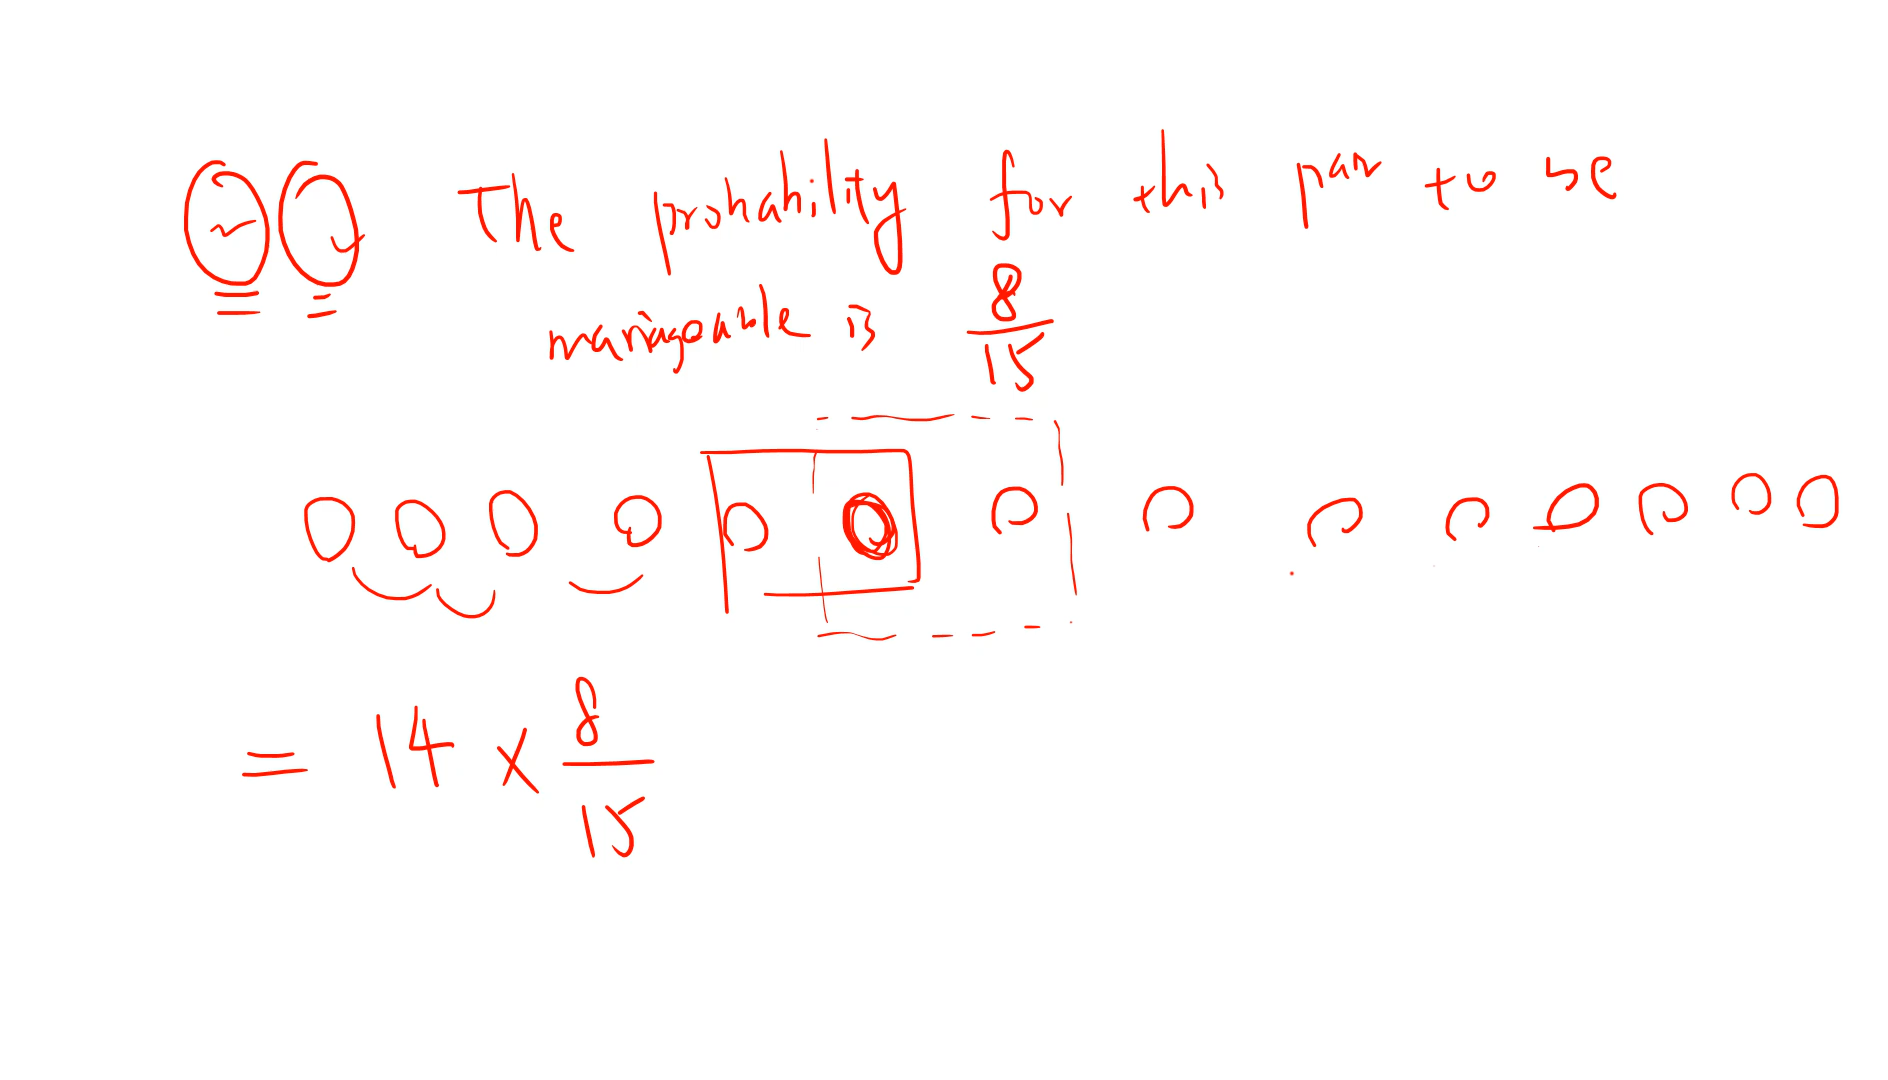 The probability for this pair to be
marriageable is 8/15
= 14 × 8/15